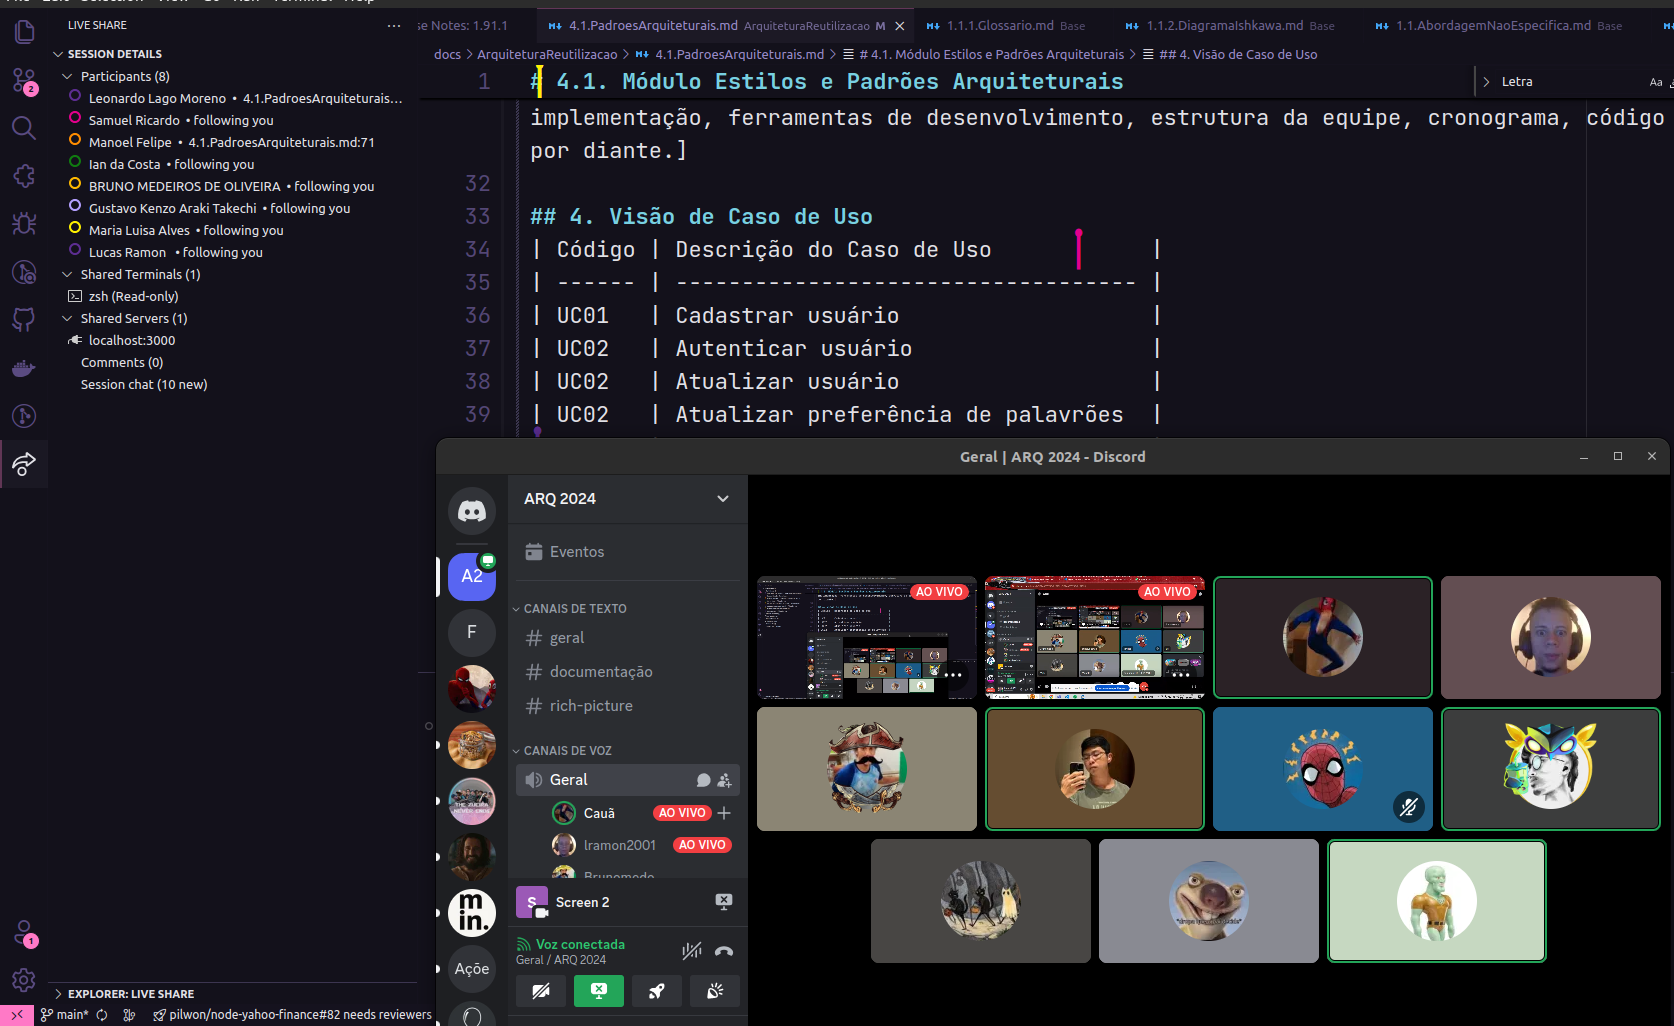 LIVE SHARE
SESSION DETAILS
Participants (8)
Leonardo Lago Moreno • 4.1.PadroesArquiteturais...
Samuel Ricardo • following you
Manoel Felipe • 4.1.PadroesArquiteturais.md:71
Ian da Costa • following you
BRUNO MEDEIROS DE OLIVEIRA • following you
Gustavo Kenzo Araki Takechi • following you
Maria Luisa Alves • following you
Lucas Ramon • following you
Shared Terminals (1)
zsh (Read-only)
Shared Servers (1)
localhost:3000
Comments (0)
Session chat (10 new)
2
1
EXPLORER: LIVE SHARE
main*
pilwon/node-yahoo-finance#82 needs reviewers
se Notes: 1.91.1
4.1.PadroesArquiteturais.md ArquiteturaReutilizacao M
1.1.1.Glossario.md Base
1.1.2.DiagramaIshkawa.md Base
1.1.AbordagemNaoEspecifica.md Base
docs > ArquiteturaReutilizacao > 4.1.PadroesArquiteturais.md > # 4.1. Módulo Estilos e Padrões Arquiteturais > ## 4. Visão de Caso de Uso
Letra
Aa
1 # 4.1. Módulo Estilos e Padrões Arquiteturais
implementação, ferramentas de desenvolvimento, estrutura da equipe, cronograma, código
por diante.]
32
33 ## 4. Visão de Caso de Uso
34 | Código | Descrição do Caso de Uso |
35 | ------ | ----------------------------------- |
36 | UC01 | Cadastrar usuário |
37 | UC02 | Autenticar usuário |
38 | UC02 | Atualizar usuário |
39 | UC02 | Atualizar preferência de palavrões |
Geral | ARQ 2024 - Discord
A2
F
min.
Açõe
ARQ 2024
Eventos
CANAIS DE TEXTO
geral
documentação
rich-picture
CANAIS DE VOZ
Geral
Cauã AO VIVO
lramon2001 AO VIVO
S Screen 2
Voz conectada
Geral / ARQ 2024
AO VIVO
AO VIVO